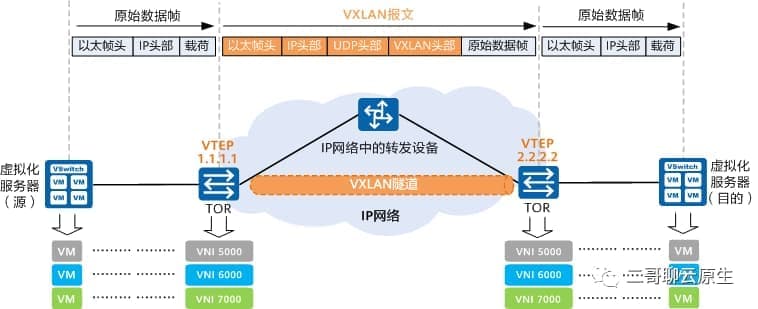 原始数据帧
VXLAN报文
原始数据帧
以太帧头 IP头部 载荷
以太帧头 IP头部 UDP头部 VXLAN头部 原始数据帧
以太帧头 IP头部 载荷
IP网络中的转发设备
VTEP
1.1.1.1
VTEP
2.2.2.2
虚拟化
服务器
（源）
VSwitch
VM VM
VM VM
TOR
VXLAN隧道
IP网络
TOR
VSwitch
VM VM
VM VM
虚拟化
服务器
（目的）
VM VNI 5000
VM VNI 6000
VM VNI 7000
VNI 5000 VM
VNI 6000 VM
VNI 7000 VM
二哥聊云原生